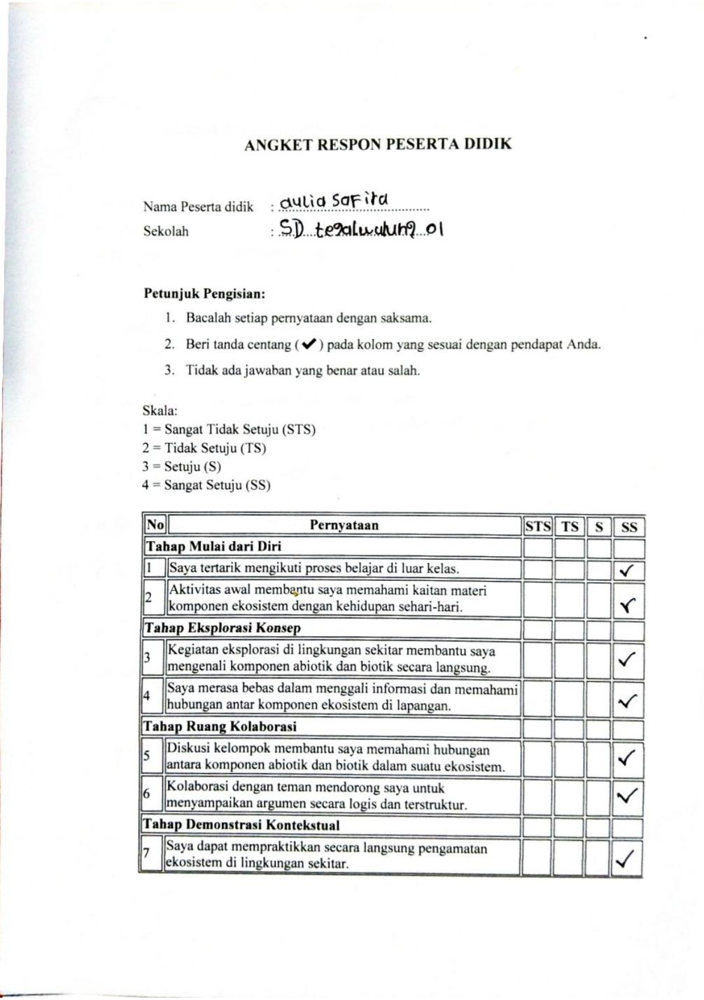 ANGKET RESPON PESERTA DIDIK
Nama Peserta didik : aulia Safira
Sekolah : SD tegalwulung 01
Petunjuk Pengisian:
1. Bacalah setiap pernyataan dengan saksama.
2. Beri tanda centang (✔) pada kolom yang sesuai dengan pendapat Anda.
3. Tidak ada jawaban yang benar atau salah.
Skala:
1 = Sangat Tidak Setuju (STS)
2 = Tidak Setuju (TS)
3 = Setuju (S)
4 = Sangat Setuju (SS)
No Pernyataan STS TS S SS
Tahap Mulai dari Diri
1 Saya tertarik mengikuti proses belajar di luar kelas. ✓
2 Aktivitas awal membantu saya memahami kaitan materi
komponen ekosistem dengan kehidupan sehari-hari. ✓
Tahap Eksplorasi Konsep
3 Kegiatan eksplorasi di lingkungan sekitar membantu saya
mengenali komponen abiotik dan biotik secara langsung. ✓
4 Saya merasa bebas dalam menggali informasi dan memahami
hubungan antar komponen ekosistem di lapangan. ✓
Tahap Ruang Kolaborasi
5 Diskusi kelompok membantu saya memahami hubungan
antara komponen abiotik dan biotik dalam suatu ekosistem. ✓
6 Kolaborasi dengan teman mendorong saya untuk
menyampaikan argumen secara logis dan terstruktur. ✓
Tahap Demonstrasi Kontekstual
7 Saya dapat mempraktikkan secara langsung pengamatan
ekosistem di lingkungan sekitar. ✓